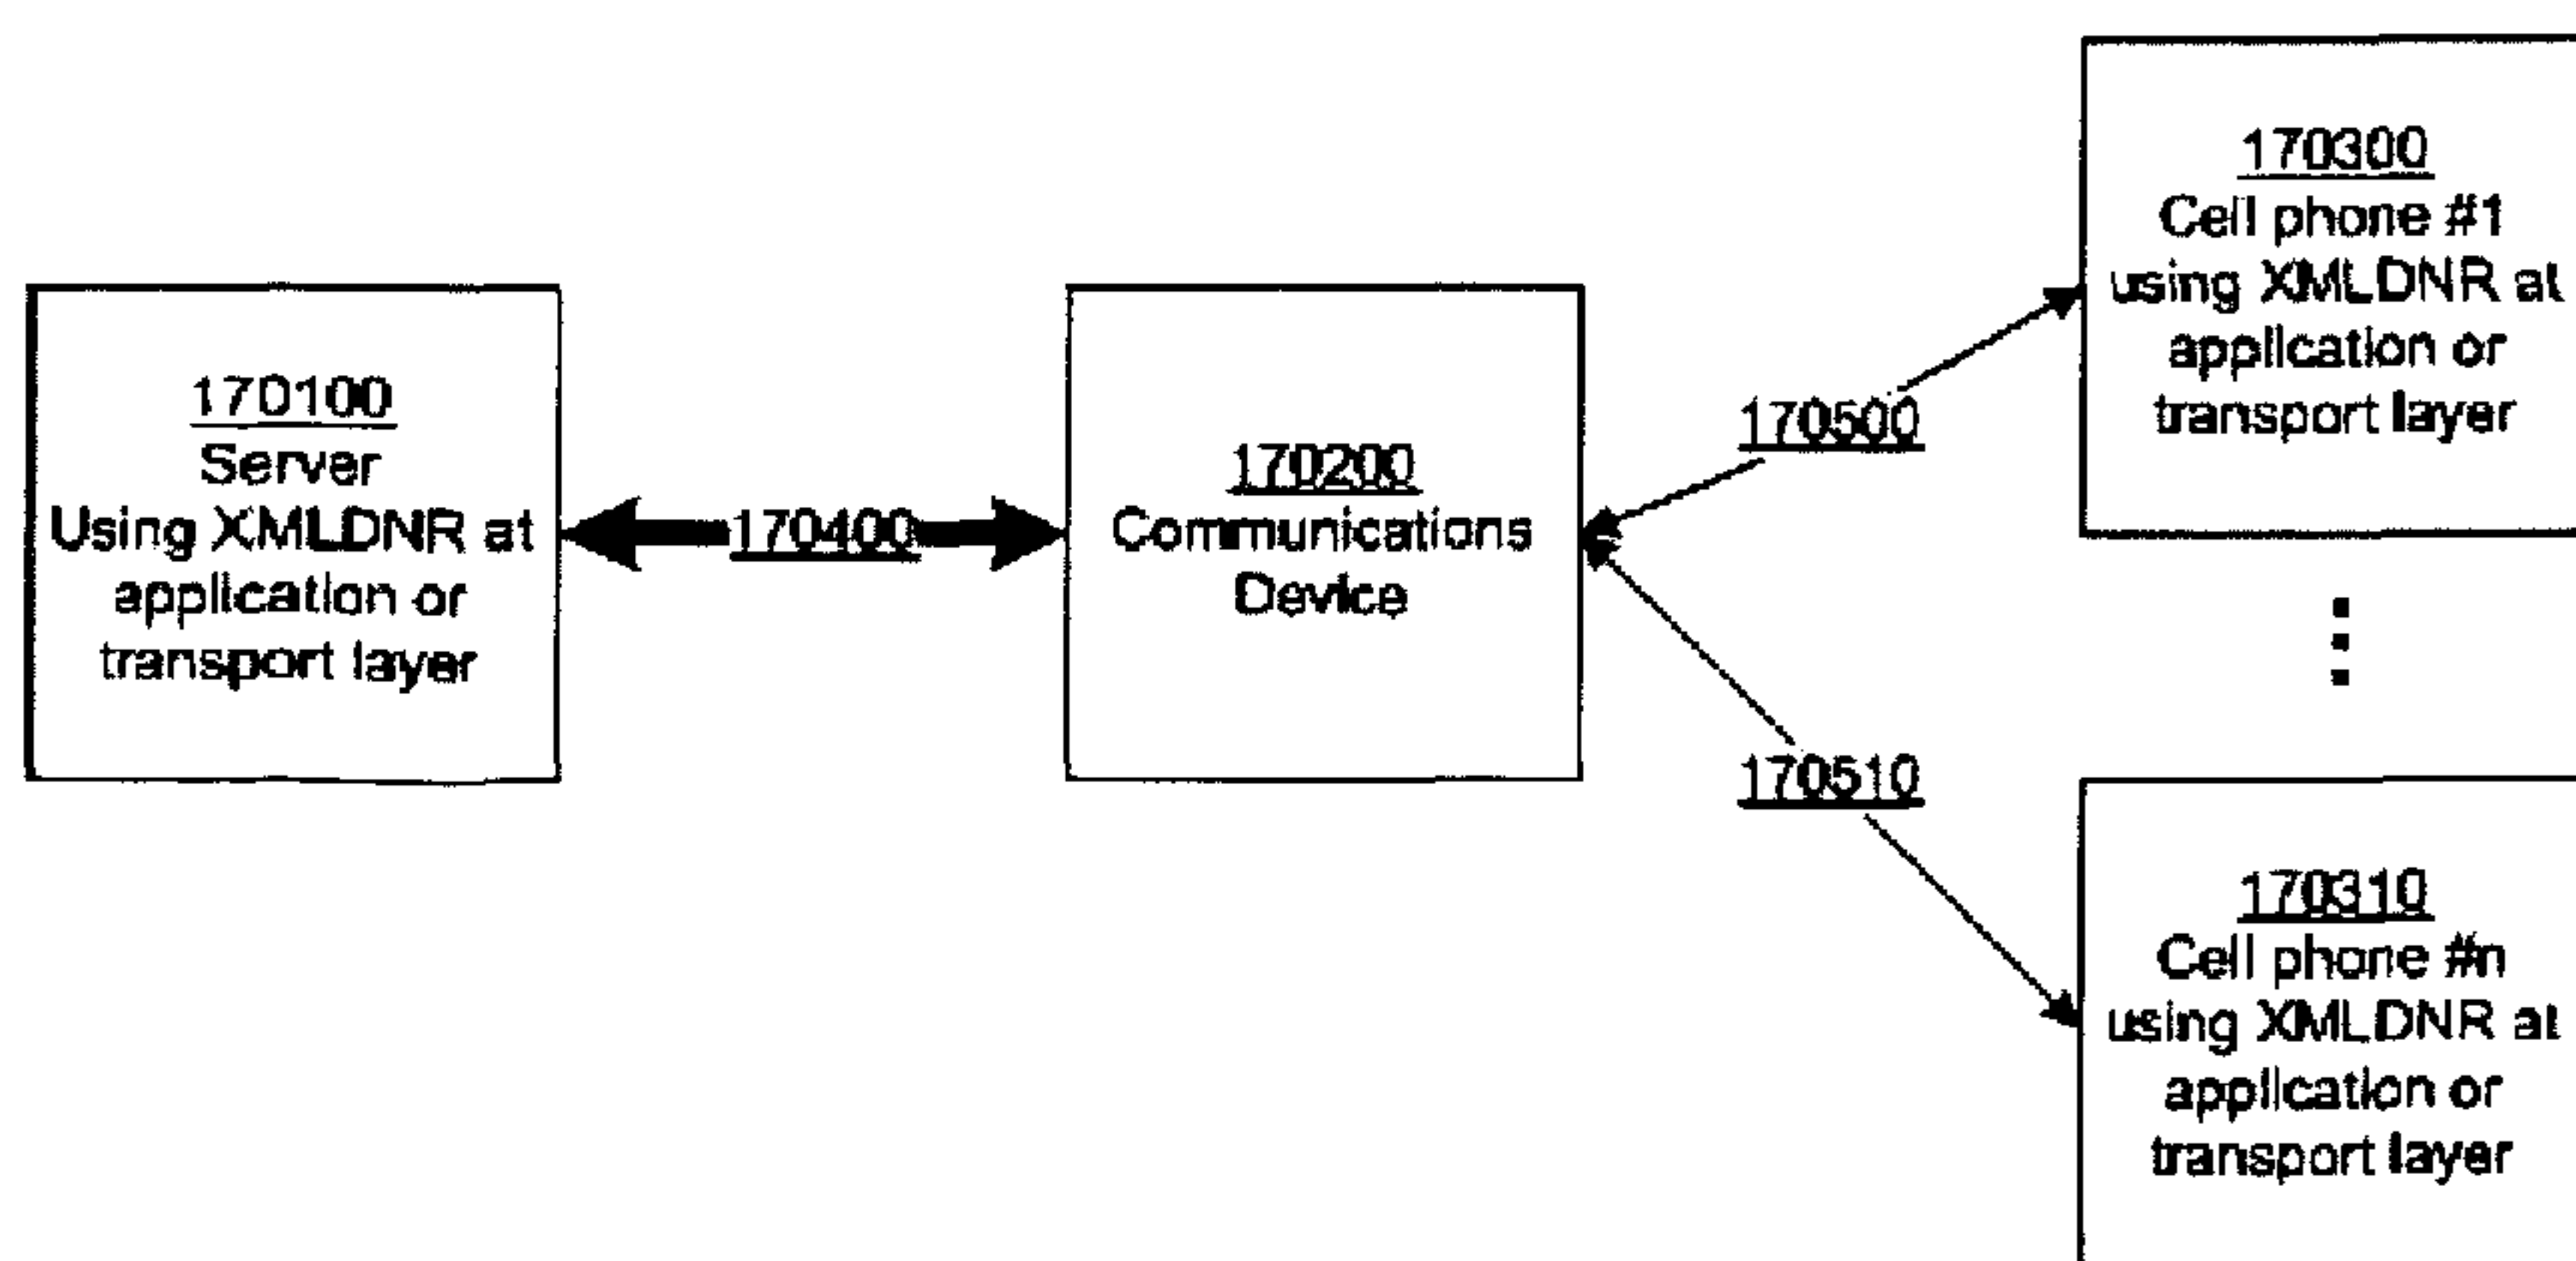 170100
Server
Using XMLDNR at
application or
transport layer
170400
170200
Communications
Device
170500
170510
170300
Cell phone #1
using XMLDNR at
application or
transport layer
170310
Cell phone #n
using XMLDNR at
application or
transport layer